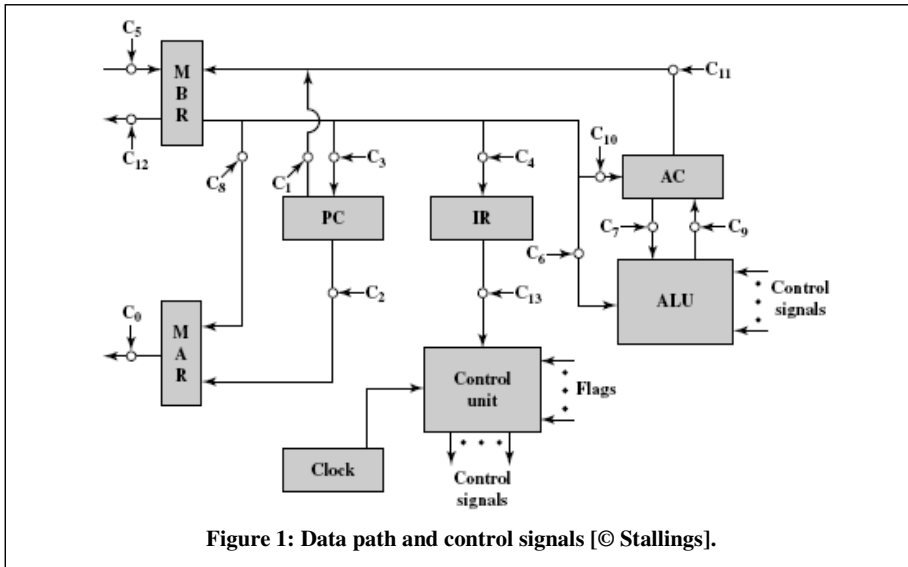 C5
M
B
R
C11
C12
C8
C1
C3
C4
C10
AC
PC
IR
C7
C9
C6
C2
C13
ALU
Control
signals
C0
M
A
R
Control
unit
Flags
Clock
Control
signals
Figure 1: Data path and control signals [© Stallings].